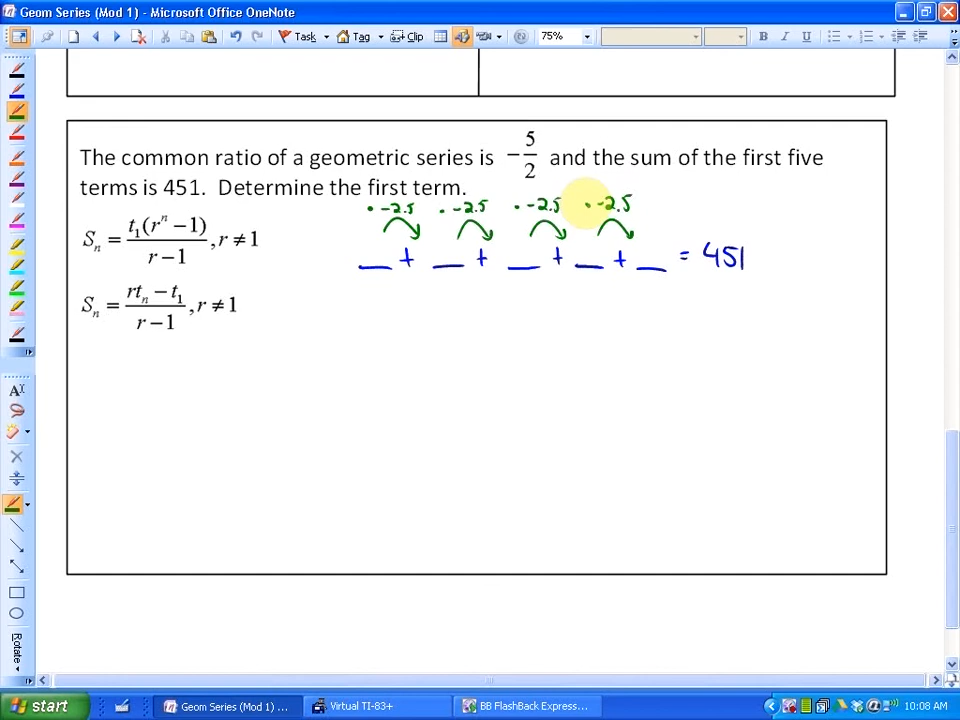 Geom Series (Mod 1) - Microsoft Office OneNote
Task Tag Clip 75% B I U
The common ratio of a geometric series is −5/2 and the sum of the first five
terms is 451. Determine the first term.
• -2.5 • -2.5 • -2.5 • -2.5
Sn = t1(r^n − 1) / (r − 1), r ≠ 1
__ + __ + __ + __ + __ = 451
Sn = (rtn − t1) / (r − 1), r ≠ 1
A
Rotate
start Geom Series (Mod 1) ... Virtual TI-83+ BB FlashBack Express... 10:08 AM